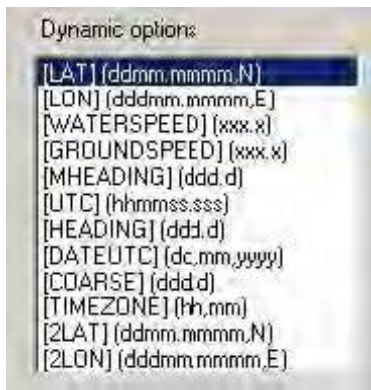 Dynamic options
[LAT] (ddmm.mmmm,N)
[LON] (dddmm.mmmm,E)
[WATERSPEED] (xxx.x)
[GROUNDSPEED] (xxx.x)
[MHEADING] (ddd.d)
[UTC] (hhmmss.sss)
[HEADING] (ddd.d)
[DATEUTC] (dc,mm,yyyy)
[COARSE] (ddd.d)
[TIMEZONE] (hh,mm)
[2LAT] (ddmm.mmmm,N)
[2LON] (dddmm.mmmm,E)